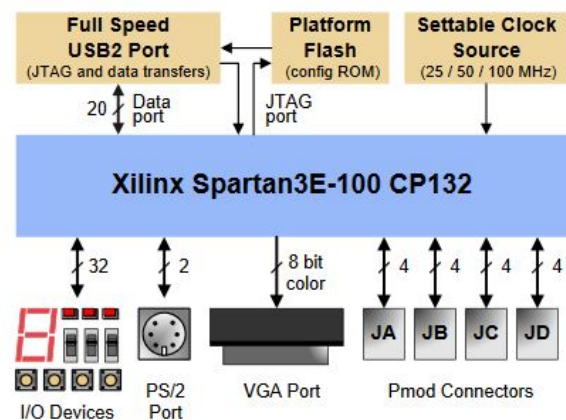 Full Speed
USB2 Port
(JTAG and data transfers)
Platform
Flash
(config ROM)
Settable Clock
Source
(25 / 50 / 100 MHz)
20
Data
port
JTAG
port
Xilinx Spartan3E-100 CP132
32
2
8 bit
color
4
4
4
4
JA
JB
JC
JD
I/O Devices
PS/2
Port
VGA Port
Pmod Connectors